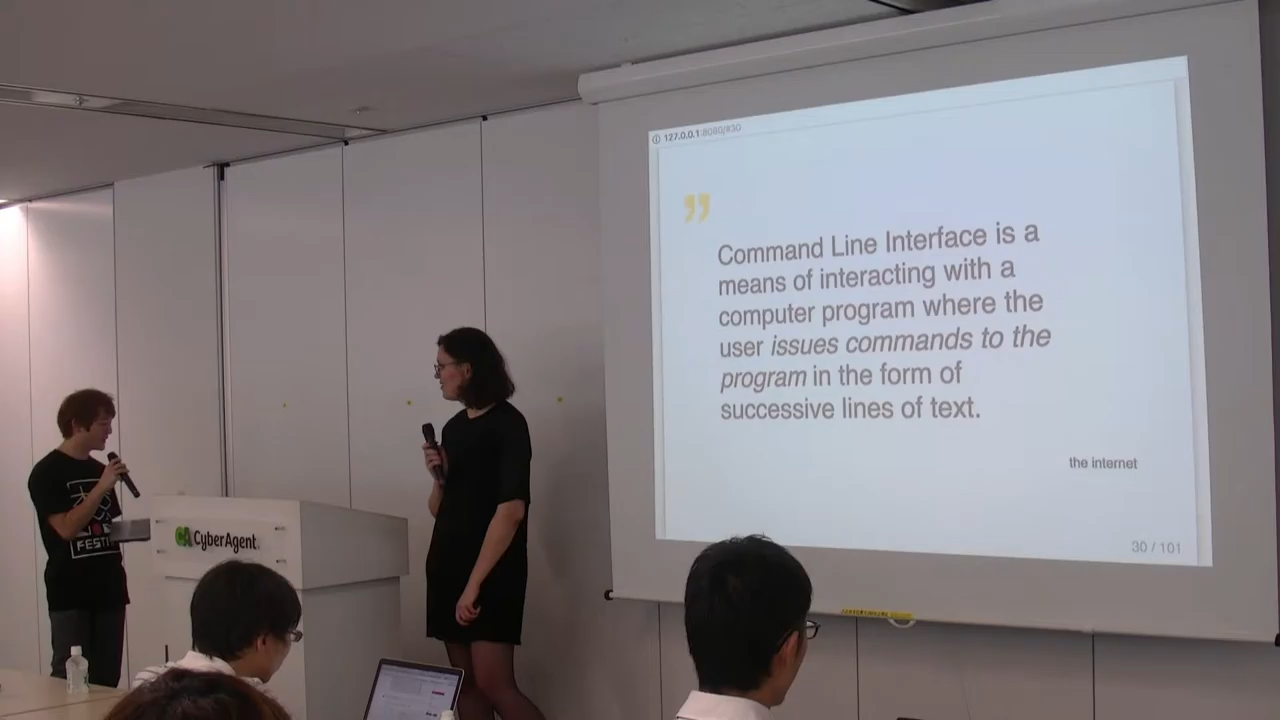 127.0.0.1:8080/#30
”
Command Line Interface is a
means of interacting with a
computer program where the
user issues commands to the
program in the form of
successive lines of text.
the internet
30 / 101
CyberAgent.
FESTI